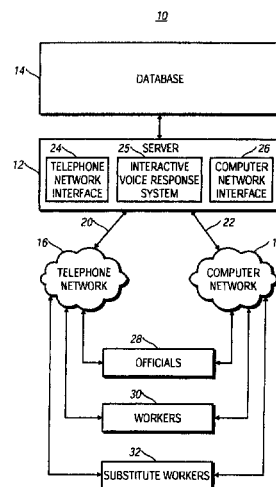 10
14
DATABASE
24
25
SERVER
26
12
TELEPHONE
NETWORK
INTERFACE
INTERACTIVE
VOICE RESPONSE
SYSTEM
COMPUTER
NETWORK
INTERFACE
20
22
16
TELEPHONE
NETWORK
COMPUTER
NETWORK
28
OFFICIALS
30
WORKERS
32
SUBSTITUTE WORKERS